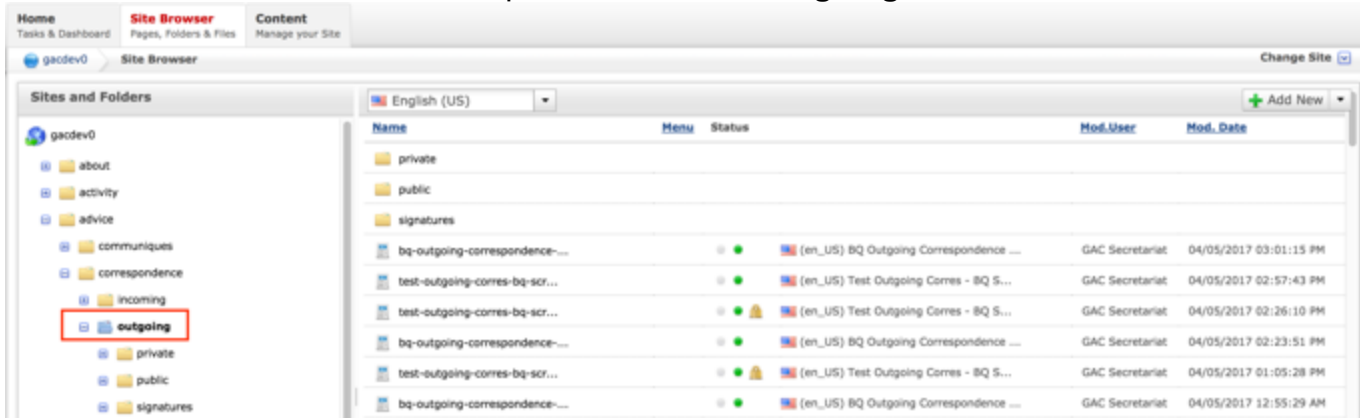 Home Site Browser Content
Tasks & Dashboard Pages, Folders & Files Manage your Site
gacdev0 Site Browser Change Site
Sites and Folders
English (US) Add New
gacdev0
about
activity
advice
communiques
correspondence
incoming
outgoing
private
public
signatures
Name Menu Status Mod.User Mod. Date
private
public
signatures
bq-outgoing-correspondence-... (en_US) BQ Outgoing Correspondence .... GAC Secretariat 04/05/2017 03:01:15 PM
test-outgoing-corres-bq-scr... (en_US) Test Outgoing Corres - BQ S... GAC Secretariat 04/05/2017 02:57:43 PM
test-outgoing-corres-bq-scr... (en_US) Test Outgoing Corres - BQ S... GAC Secretariat 04/05/2017 02:26:10 PM
bq-outgoing-correspondence-... (en_US) BQ Outgoing Correspondence .... GAC Secretariat 04/05/2017 02:23:51 PM
test-outgoing-corres-bq-scr... (en_US) Test Outgoing Corres - BQ S... GAC Secretariat 04/05/2017 01:05:28 PM
bq-outgoing-correspondence-... (en_US) BQ Outgoing Correspondence .... GAC Secretariat 04/05/2017 12:55:29 AM